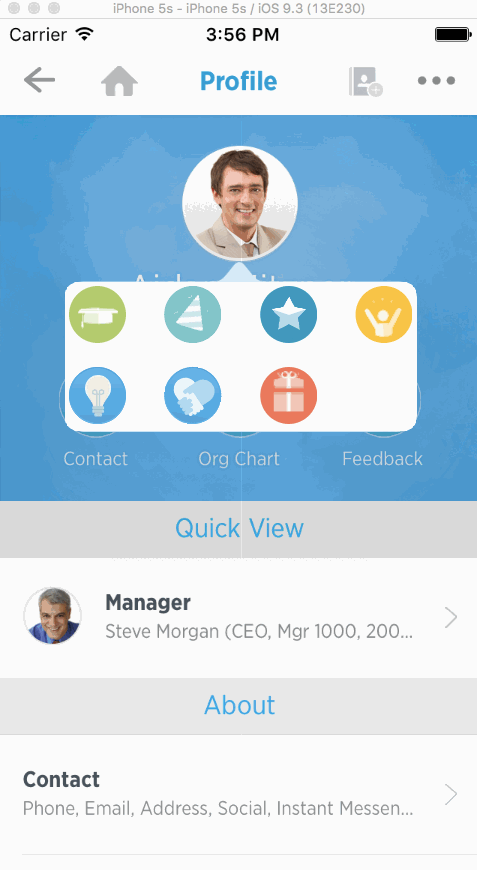 iPhone 5s - iPhone 5s / iOS 9.3 (13E230)
Carrier 3:56 PM
Profile
Contact Org Chart Feedback
Quick View
Manager
Steve Morgan (CEO, Mgr 1000, 200...
About
Contact
Phone, Email, Address, Social, Instant Messen...